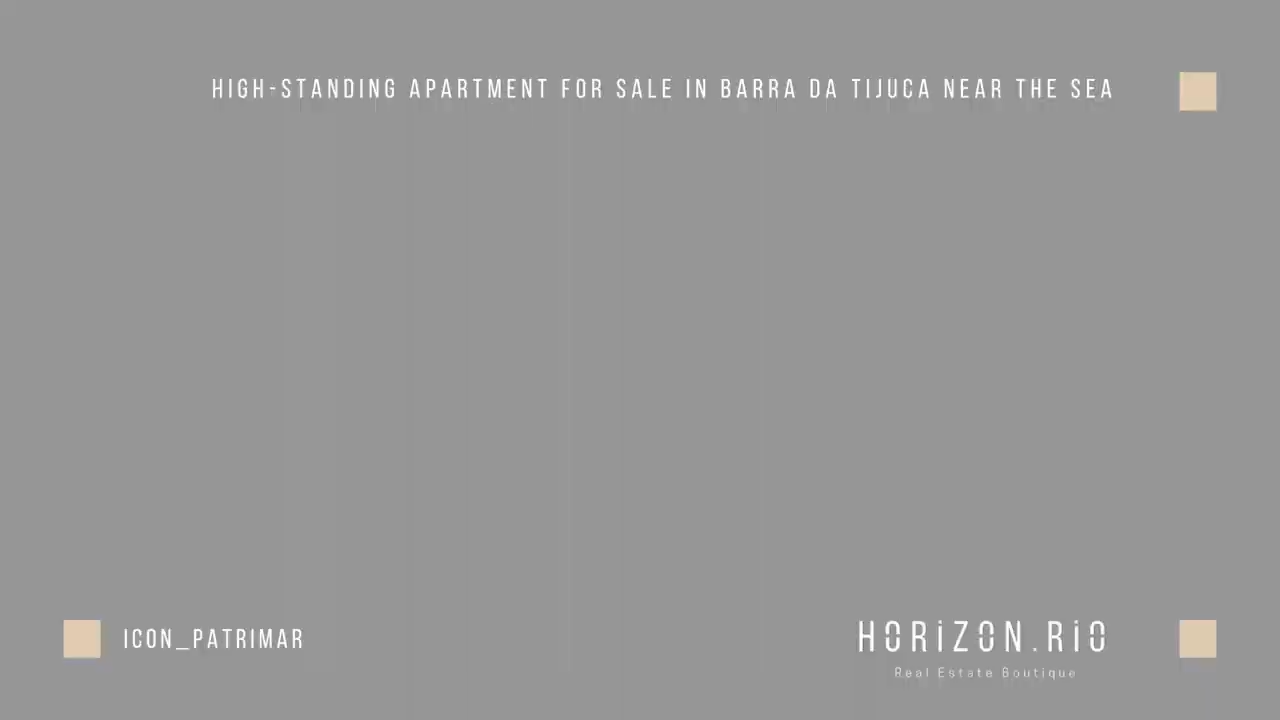 HIGH-STANDING APARTMENT FOR SALE IN BARRA DA TIJUCA NEAR THE SEA
ICON_PATRIMAR
HORiZON.RiO
Real Estate Boutique